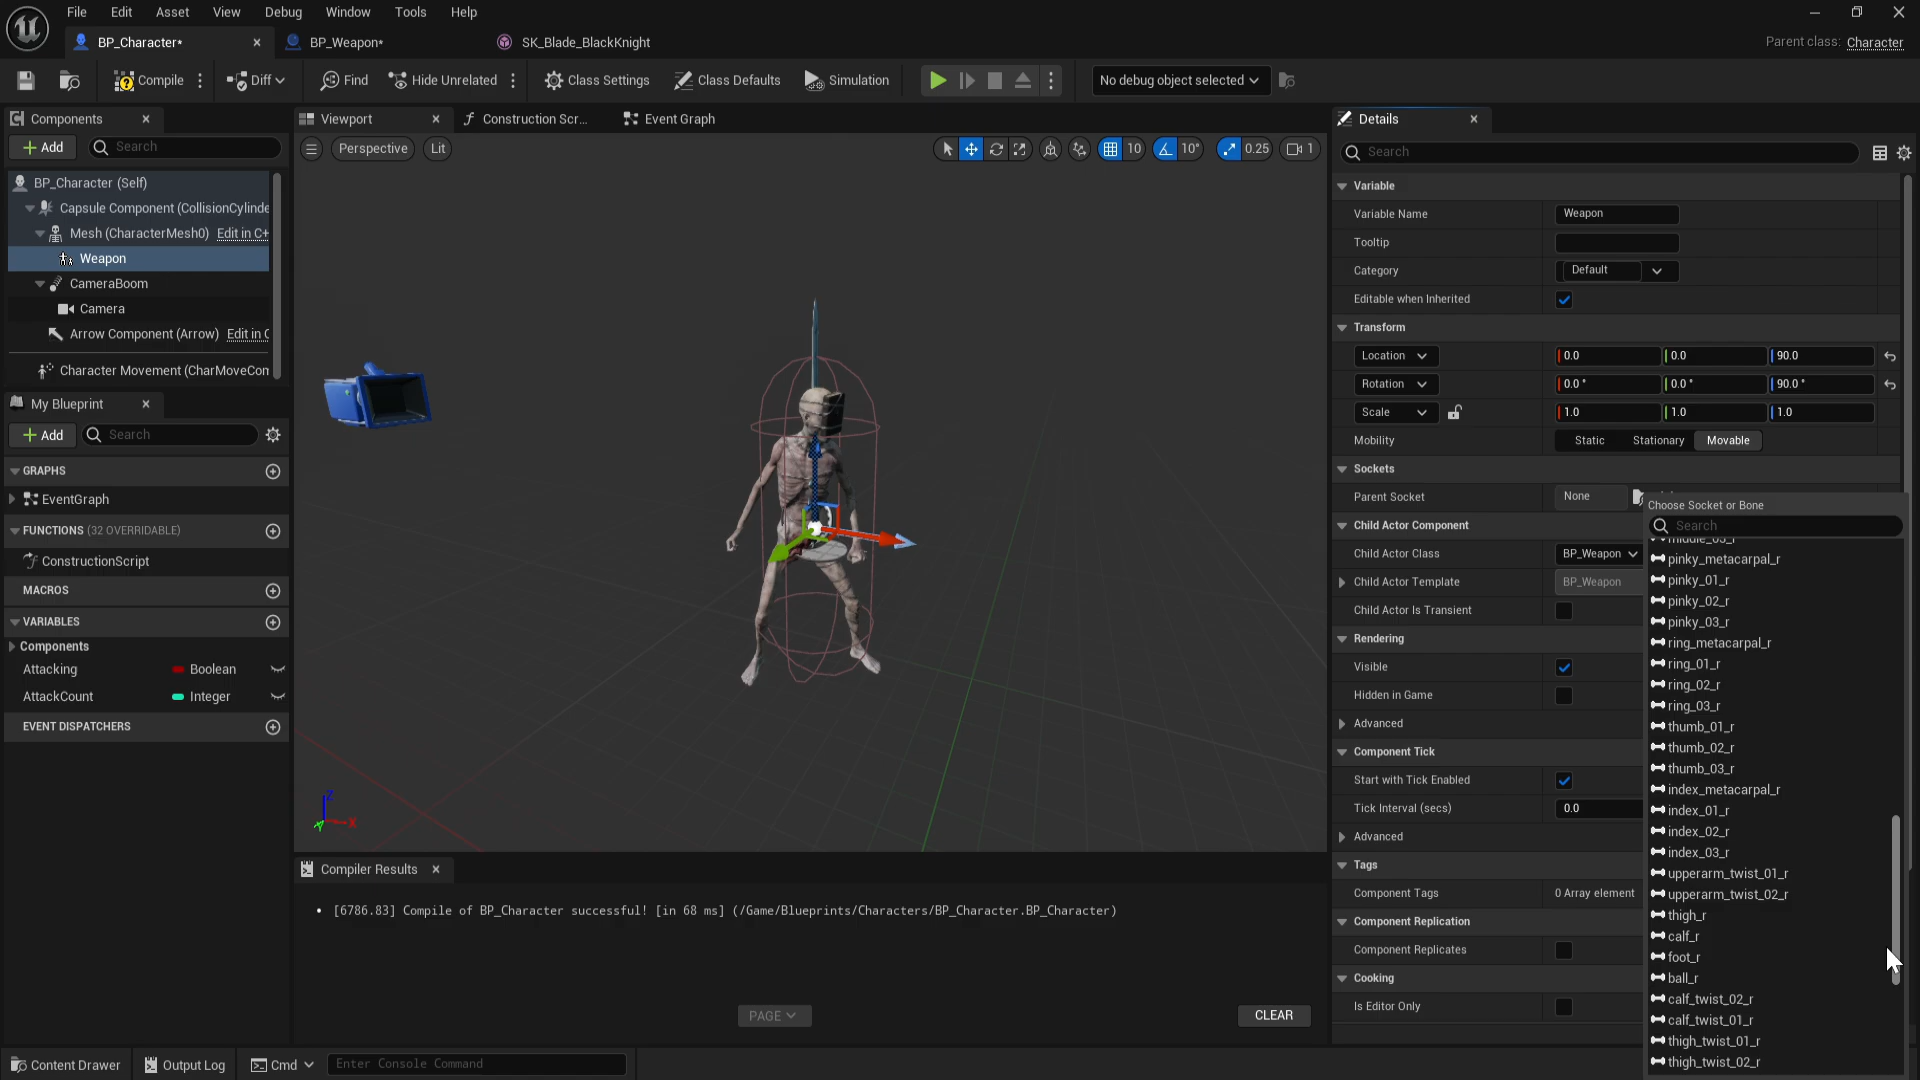 File Edit Asset View Debug Window Tools Help
BP_Character* BP_Weapon* SK_Blade_BlackKnight Parent class: Character
Compile Diff Find Hide Unrelated Class Settings Class Defaults Simulation No debug object selected
Components
Add Search
BP_Character (Self)
Capsule Component (CollisionCylinde
Mesh (CharacterMesh0) Edit in C+
Weapon
CameraBoom
Camera
Arrow Component (Arrow) Edit in C
Character Movement (CharMoveCom
My Blueprint
Add Search
GRAPHS
EventGraph
FUNCTIONS (32 OVERRIDABLE)
ConstructionScript
MACROS
VARIABLES
Components
Attacking Boolean
AttackCount Integer
EVENT DISPATCHERS
Viewport Construction Scr... Event Graph
Perspective Lit 10 10° 0.25 1
Z
X
Y
Compiler Results
[6786.83] Compile of BP_Character successful! [in 68 ms] (/Game/Blueprints/Characters/BP_Character.BP_Character)
PAGE CLEAR
Details
Search
Variable
Variable Name Weapon
Tooltip
Category Default
Editable when Inherited
Transform
Location 0.0 0.0 90.0
Rotation 0.0 ° 0.0 ° 90.0 °
Scale 1.0 1.0 1.0
Mobility Static Stationary Movable
Sockets
Parent Socket None
Child Actor Component
Child Actor Class BP_Weapon
Child Actor Template BP_Weapon
Child Actor Is Transient
Rendering
Visible
Hidden in Game
Advanced
Component Tick
Start with Tick Enabled
Tick Interval (secs) 0.0
Advanced
Tags
Component Tags 0 Array element
Component Replication
Component Replicates
Cooking
Is Editor Only
Choose Socket or Bone
Search
middle_03_r
pinky_metacarpal_r
pinky_01_r
pinky_02_r
pinky_03_r
ring_metacarpal_r
ring_01_r
ring_02_r
ring_03_r
thumb_01_r
thumb_02_r
thumb_03_r
index_metacarpal_r
index_01_r
index_02_r
index_03_r
upperarm_twist_01_r
upperarm_twist_02_r
thigh_r
calf_r
foot_r
ball_r
calf_twist_02_r
calf_twist_01_r
thigh_twist_01_r
thigh_twist_02_r
Content Drawer Output Log Cmd Enter Console Command